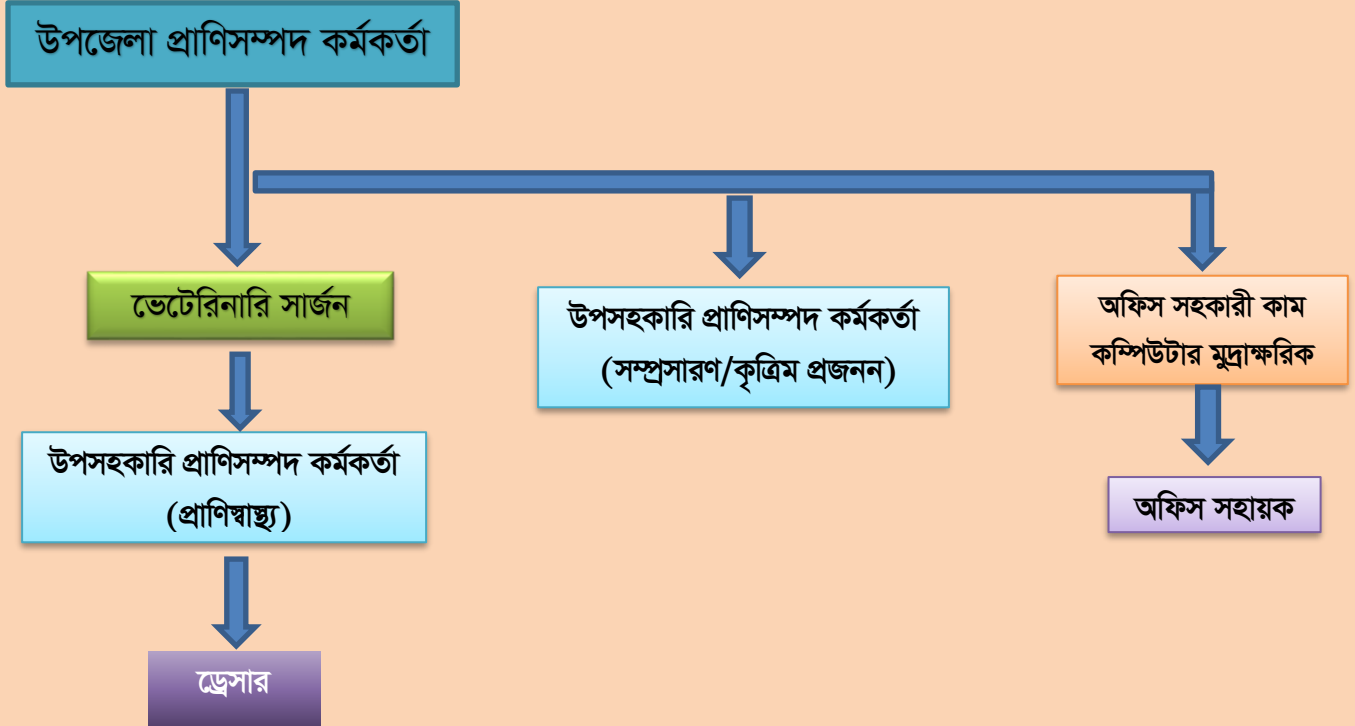 উপজেলা প্রাণিসম্পদ কর্মকর্তা
ভেটেরিনারি সার্জন
উপসহকারি প্রাণিসম্পদ কর্মকর্তা
(সম্প্রসারণ/কৃত্রিম প্রজনন)
অফিস সহকারী কাম
কম্পিউটার মুদ্রাক্ষরিক
উপসহকারি প্রাণিসম্পদ কর্মকর্তা
(প্রাণিস্বাস্থ্য)
অফিস সহায়ক
ড্রেসার